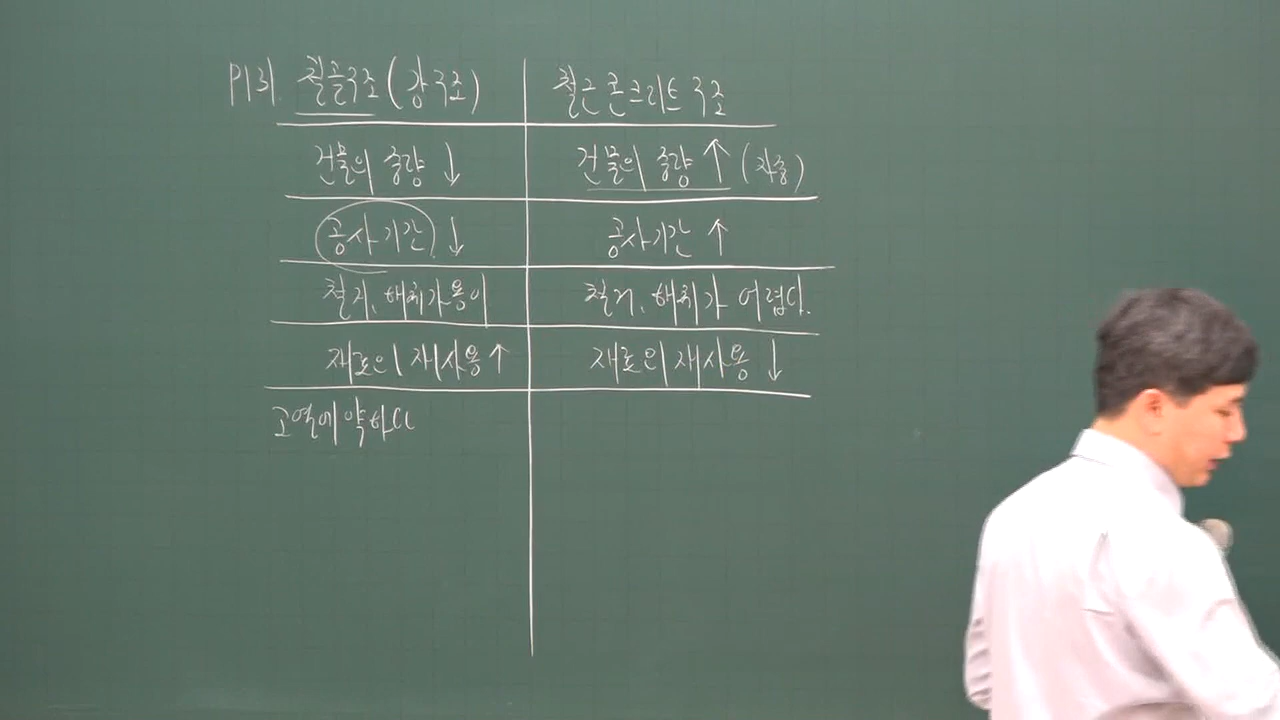 P131 철골구조 (강구조) 철근콘크리트 구조
건물의 중량 ↓ 건물의 중량 ↑ (자중)
공사기간 ↓ 공사기간 ↑
철거, 해체가 용이 철거, 해체가 어렵다.
재료의 재사용 ↑ 재료의 재사용 ↓
고열에 약하다